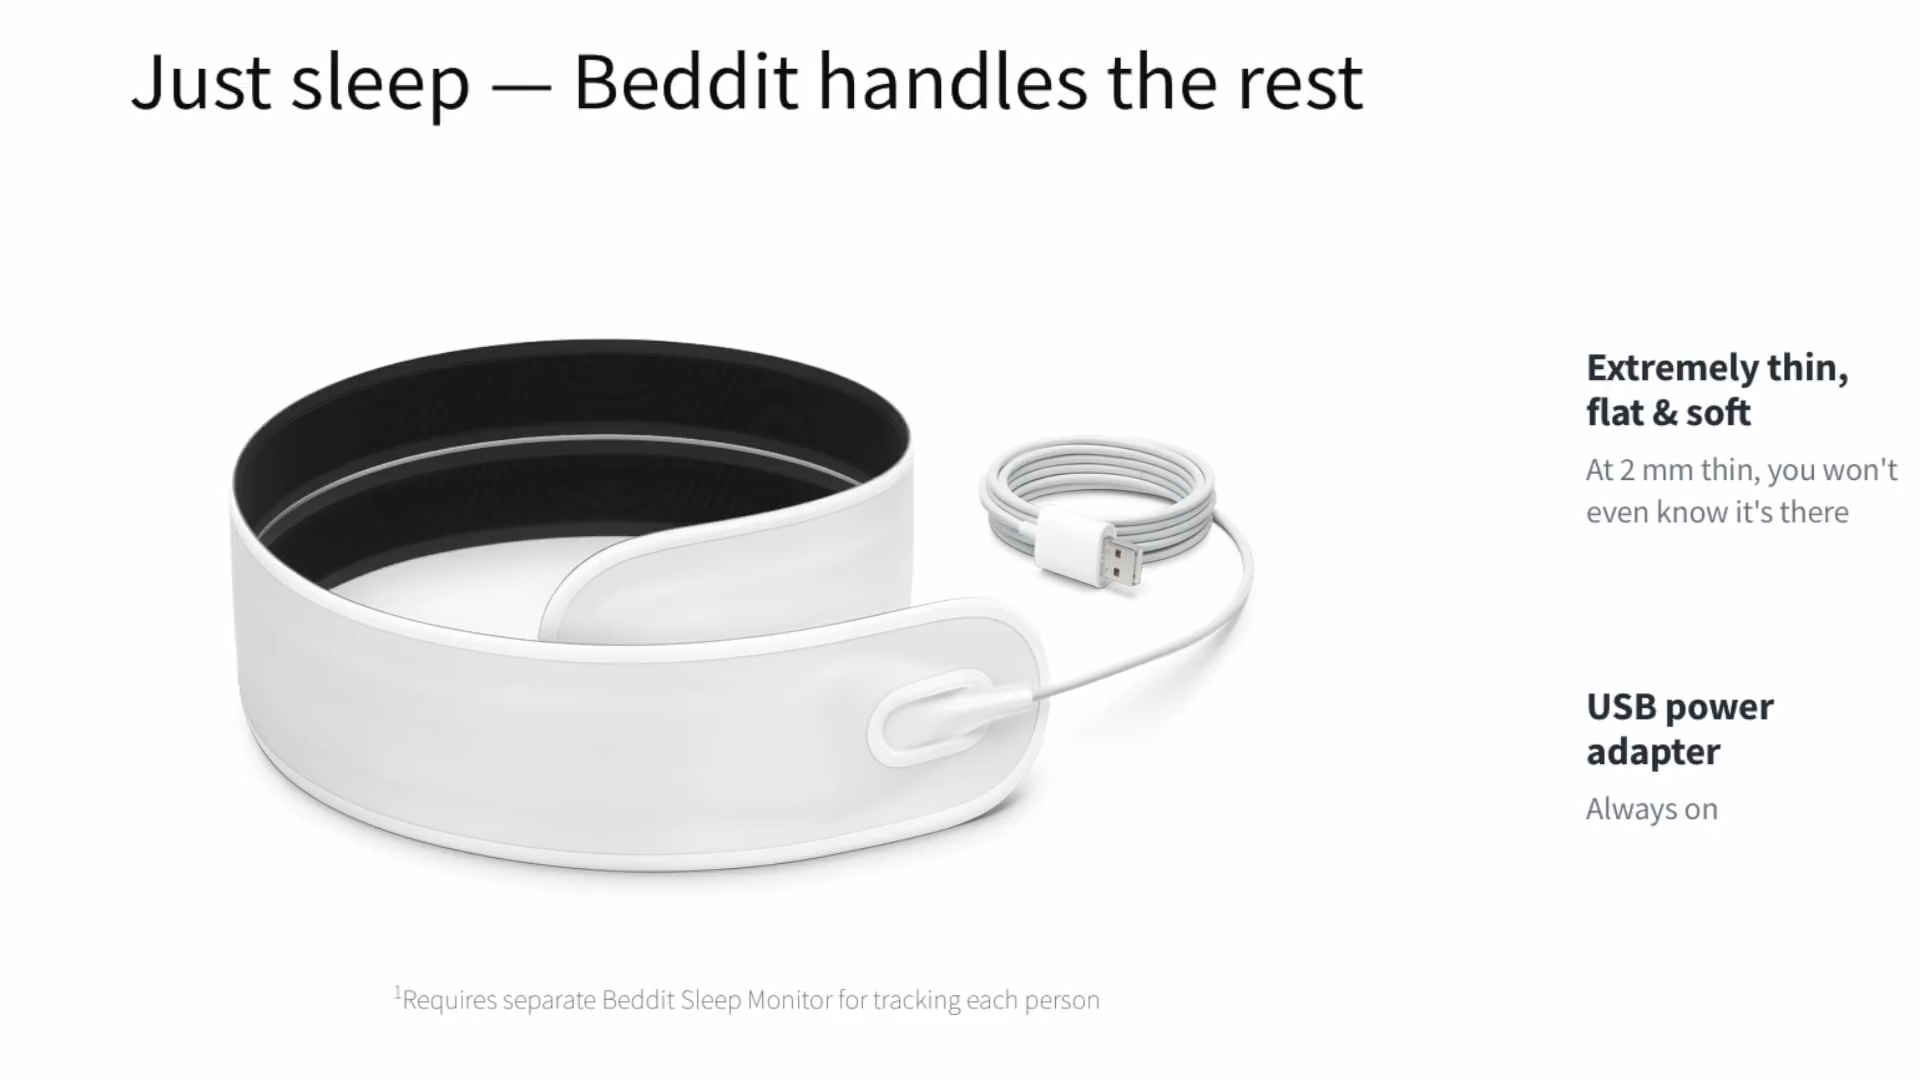 Just sleep — Beddit handles the rest
Extremely thin,
flat & soft
At 2 mm thin, you won't
even know it's there
USB power
adapter
Always on
¹Requires separate Beddit Sleep Monitor for tracking each person